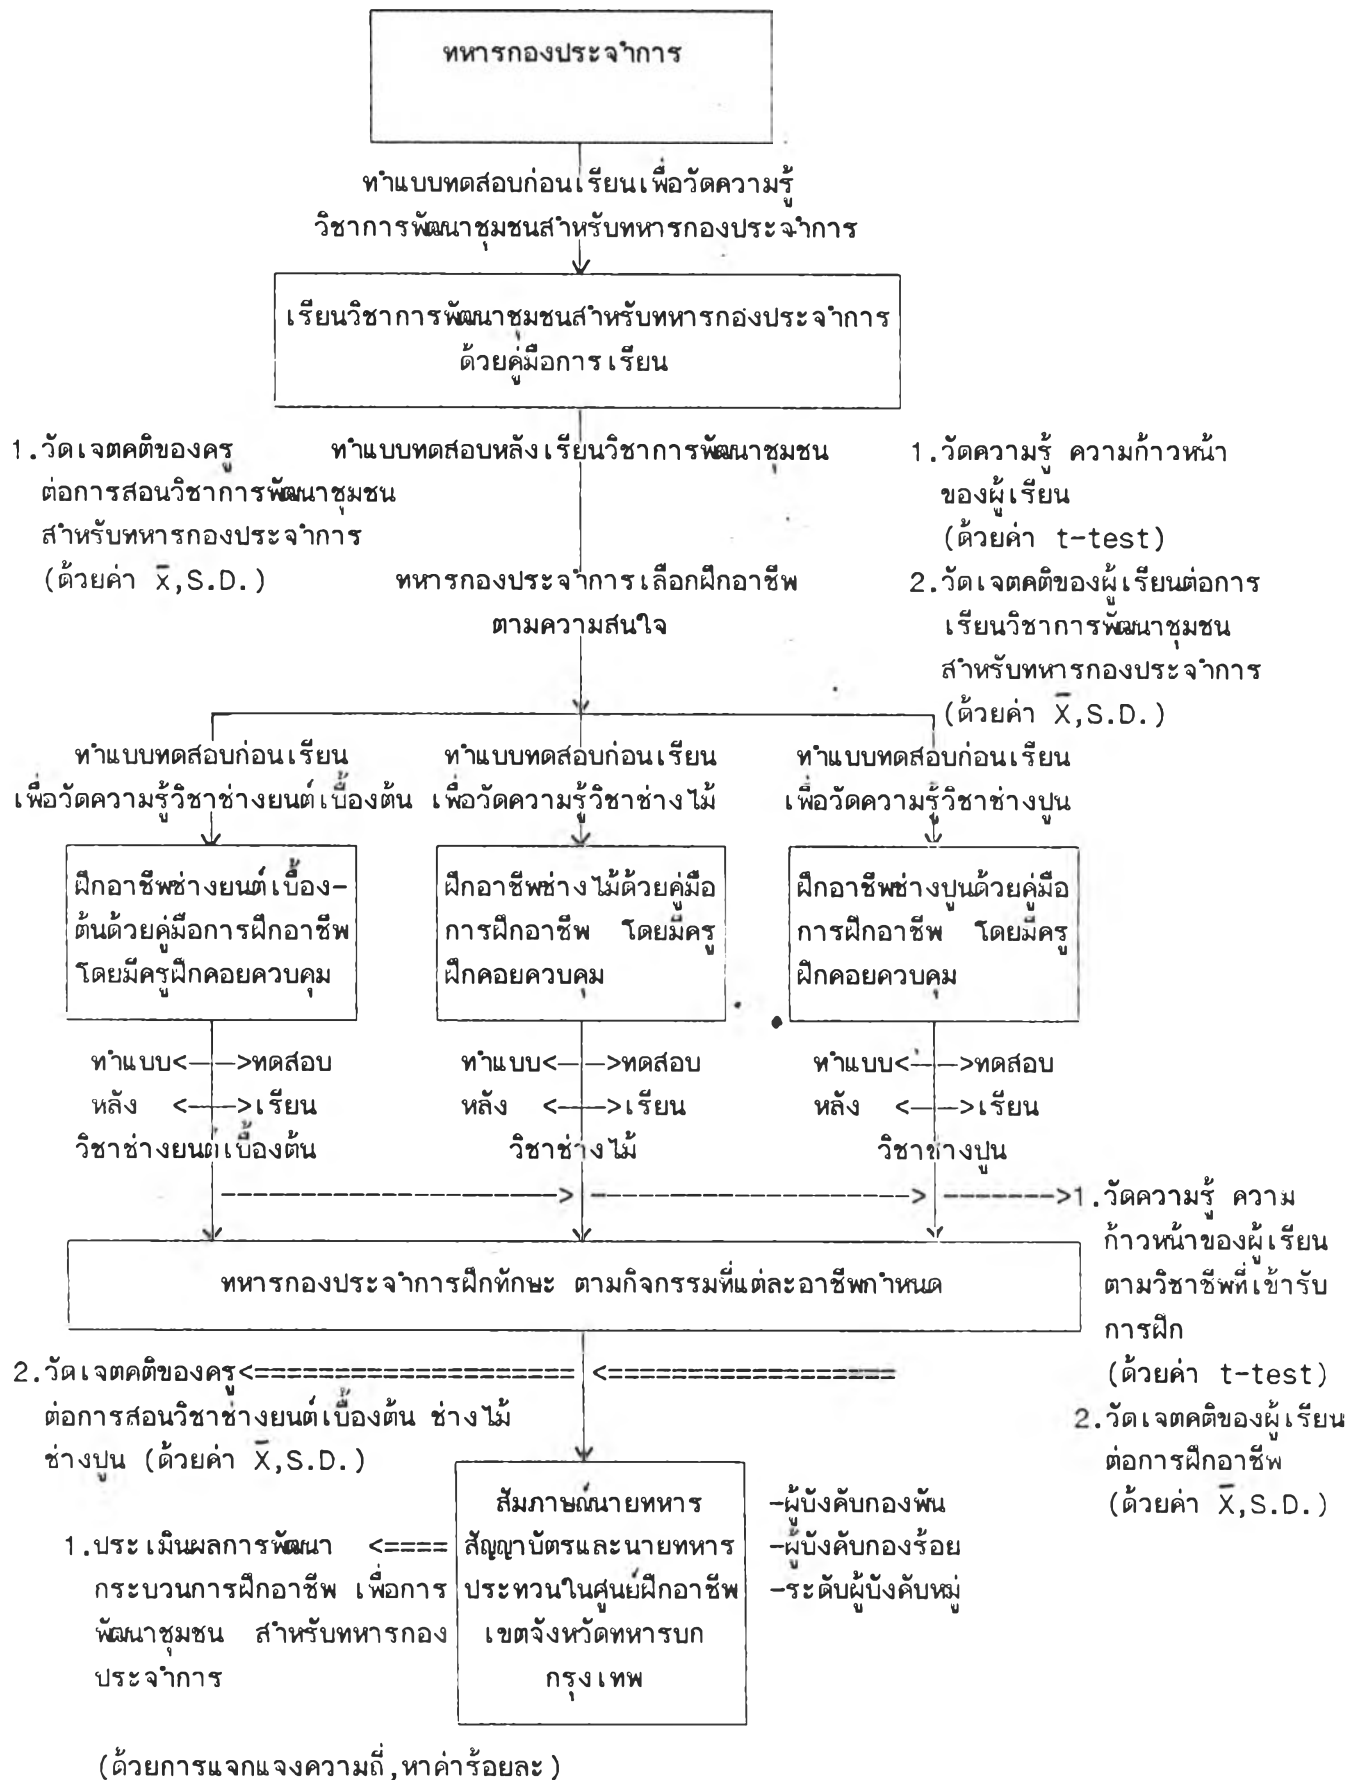 ทหารกองประจำการ
ทำแบบทดสอบก่อนเรียนเพื่อวัดความรู้
วิชาการพัฒนาชุมชนสำหรับทหารกองประจำการ
เรียนวิชาการพัฒนาชุมชนสำหรับทหารกองประจำการ
ด้วยคู่มือการเรียน
1.วัดเจตคติของครู
ต่อการสอนวิชาการพัฒนาชุมชน
สำหรับทหารกองประจำการ
(ด้วยค่า x̄,S.D.)
ทำแบบทดสอบหลังเรียนวิชาการพัฒนาชุมชน
ทหารกองประจำการเลือกฝึกอาชีพ
ตามความสนใจ
1.วัดความรู้ ความก้าวหน้า
ของผู้เรียน
(ด้วยค่า t-test)
2.วัดเจตคติของผู้เรียนต่อการ
เรียนวิชาการพัฒนาชุมชน
สำหรับทหารกองประจำการ
(ด้วยค่า X̄,S.D.)
ทำแบบทดสอบก่อนเรียน
เพื่อวัดความรู้วิชาช่างยนต์เบื้องต้น
ทำแบบทดสอบก่อนเรียน
เพื่อวัดความรู้วิชาช่างไม้
ทำแบบทดสอบก่อนเรียน
เพื่อวัดความรู้วิชาช่างปูน
ฝึกอาชีพช่างยนต์เบื้อง-
ต้นด้วยคู่มือการฝึกอาชีพ
โดยมีครูฝึกคอยควบคุม
ฝึกอาชีพช่างไม้ด้วยคู่มือ
การฝึกอาชีพ โดยมีครู
ฝึกคอยควบคุม
ฝึกอาชีพช่างปูนด้วยคู่มือ
การฝึกอาชีพ โดยมีครู
ฝึกคอยควบคุม
ทำแบบ<---->ทดสอบ
หลัง <---->เรียน
วิชาช่างยนต์เบื้องต้น
ทำแบบ<---->ทดสอบ
หลัง <---->เรียน
วิชาช่างไม้
ทำแบบ<---->ทดสอบ
หลัง <---->เรียน
วิชาช่างปูน
1.วัดความรู้ ความ
ก้าวหน้าของผู้เรียน
ตามวิชาชีพที่เข้ารับ
การฝึก
(ด้วยค่า t-test)
2.วัดเจตคติของผู้เรียน
ต่อการฝึกอาชีพ
(ด้วยค่า X̄,S.D.)
ทหารกองประจำการฝึกทักษะ ตามกิจกรรมที่แต่ละอาชีพกำหนด
2.วัดเจตคติของครู<==================== <==================
ต่อการสอนวิชาช่างยนต์เบื้องต้น ช่างไม้
ช่างปูน (ด้วยค่า X̄,S.D.)
สัมภาษณ์นายทหาร
สัญญาบัตรและนายทหาร
ประทวนในศูนย์ฝึกอาชีพ
เขตจังหวัดทหารบก
กรุงเทพ
-ผู้บังคับกองพัน
-ผู้บังคับกองร้อย
-ระดับผู้บังคับหมู่
1.ประเมินผลการพัฒนา <====
กระบวนการฝึกอาชีพ เพื่อการ
พัฒนาชุมชน สำหรับทหารกอง
ประจำการ
(ด้วยการแจกแจงความถี่,หาค่าร้อยละ)